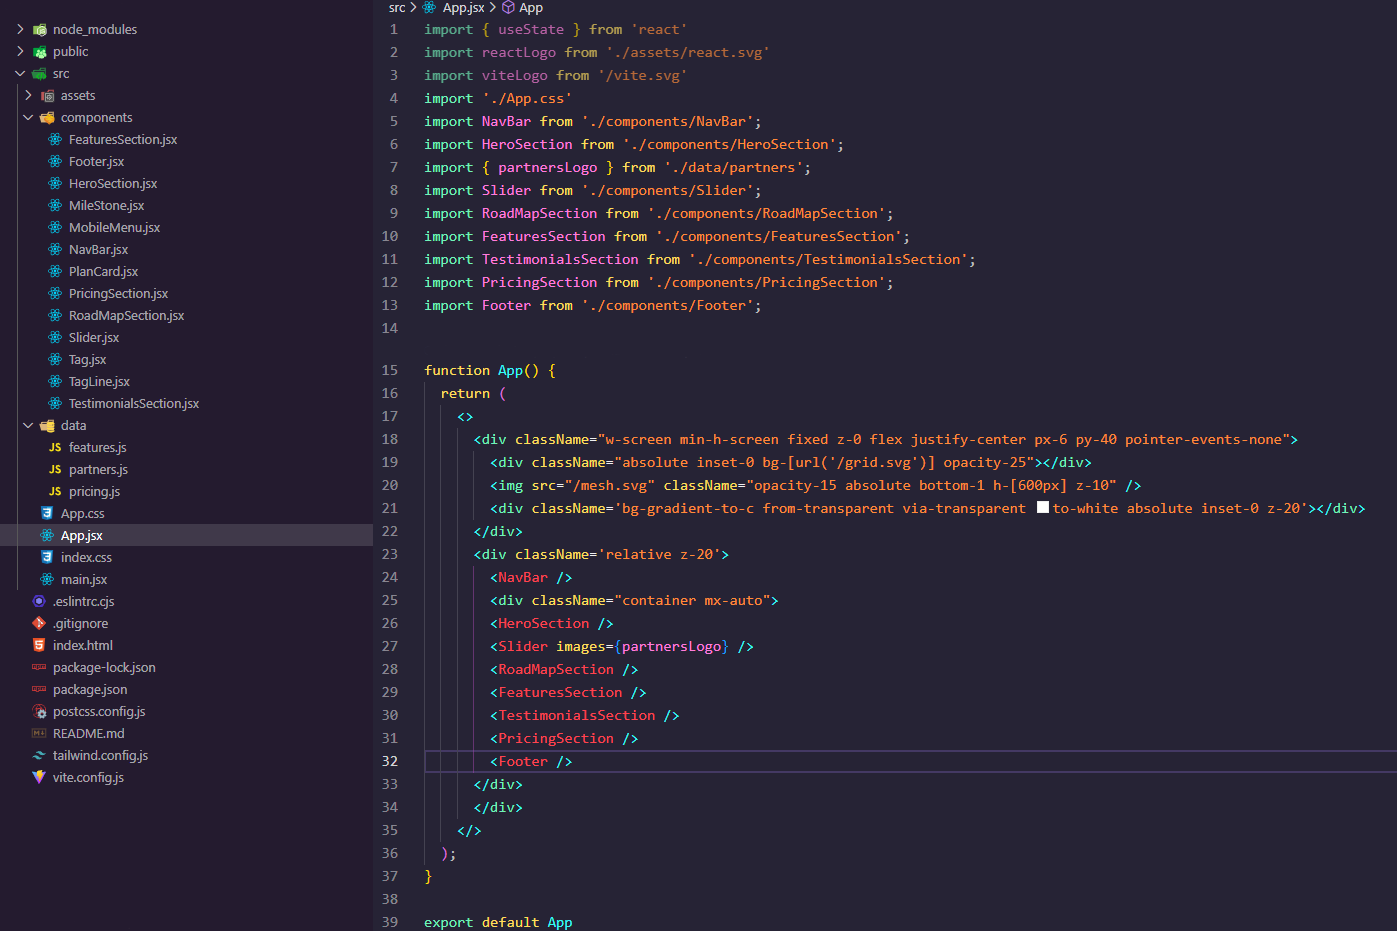 node_modules
public
src
assets
components
FeaturesSection.jsx
Footer.jsx
HeroSection.jsx
MileStone.jsx
MobileMenu.jsx
NavBar.jsx
PlanCard.jsx
PricingSection.jsx
RoadMapSection.jsx
Slider.jsx
Tag.jsx
TagLine.jsx
TestimonialsSection.jsx
data
JS features.js
JS partners.js
JS pricing.js
App.css
App.jsx
index.css
main.jsx
.eslintrc.cjs
.gitignore
index.html
package-lock.json
package.json
postcss.config.js
README.md
tailwind.config.js
vite.config.js
src > App.jsx > App
1 import { useState } from 'react'
2 import reactLogo from './assets/react.svg'
3 import viteLogo from '/vite.svg'
4 import './App.css'
5 import NavBar from './components/NavBar';
6 import HeroSection from './components/HeroSection';
7 import { partnersLogo } from './data/partners';
8 import Slider from './components/Slider';
9 import RoadMapSection from './components/RoadMapSection';
10 import FeaturesSection from './components/FeaturesSection';
11 import TestimonialsSection from './components/TestimonialsSection';
12 import PricingSection from './components/PricingSection';
13 import Footer from './components/Footer';
14
15 function App() {
16 return (
17 <>
18 <div className="w-screen min-h-screen fixed z-0 flex justify-center px-6 py-40 pointer-events-none">
19 <div className="absolute inset-0 bg-[url('/grid.svg')] opacity-25"></div>
20 <img src="/mesh.svg" className="opacity-15 absolute bottom-1 h-[600px] z-10" />
21 <div className='bg-gradient-to-c from-transparent via-transparent to-white absolute inset-0 z-20'></div>
22 </div>
23 <div className='relative z-20'>
24 <NavBar />
25 <div className="container mx-auto">
26 <HeroSection />
27 <Slider images={partnersLogo} />
28 <RoadMapSection />
29 <FeaturesSection />
30 <TestimonialsSection />
31 <PricingSection />
32 <Footer />
33 </div>
34 </div>
35 </>
36 );
37 }
38
39 export default App